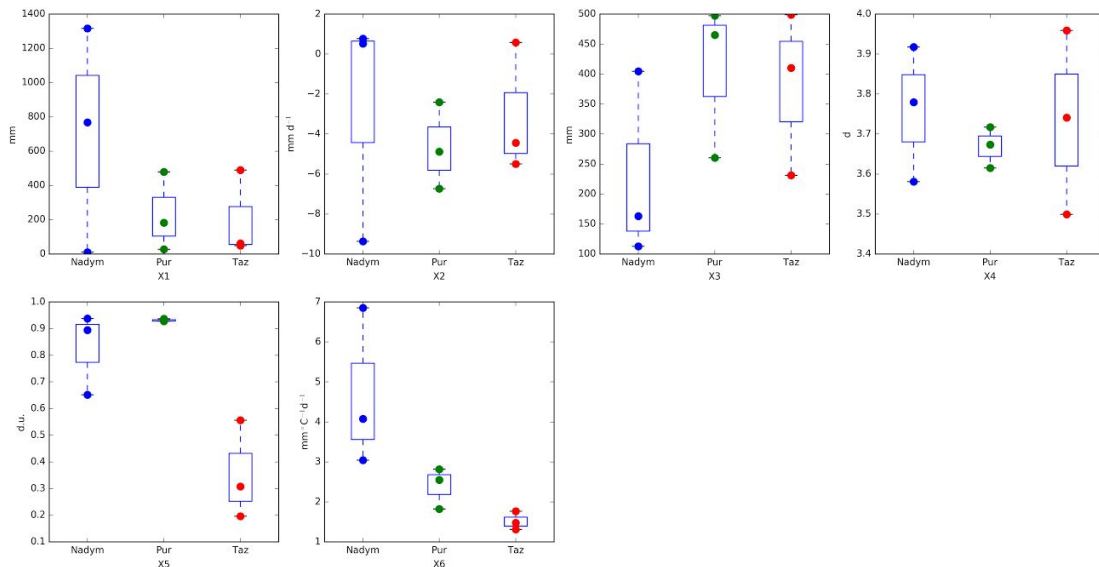 1400
1200
1000
800
600
400
200
0
mm
Nadym Pur Taz
X1
2
0
−2
−4
−6
−8
−10
mm d⁻¹
Nadym Pur Taz
X2
500
450
400
350
300
250
200
150
100
mm
Nadym Pur Taz
X3
4.0
3.9
3.8
3.7
3.6
3.5
3.4
d
Nadym Pur Taz
X4
1.0
0.9
0.8
0.7
0.6
0.5
0.4
0.3
0.2
0.1
d.u.
Nadym Pur Taz
X5
7
6
5
4
3
2
1
mm°C⁻¹d⁻¹
Nadym Pur Taz
X6